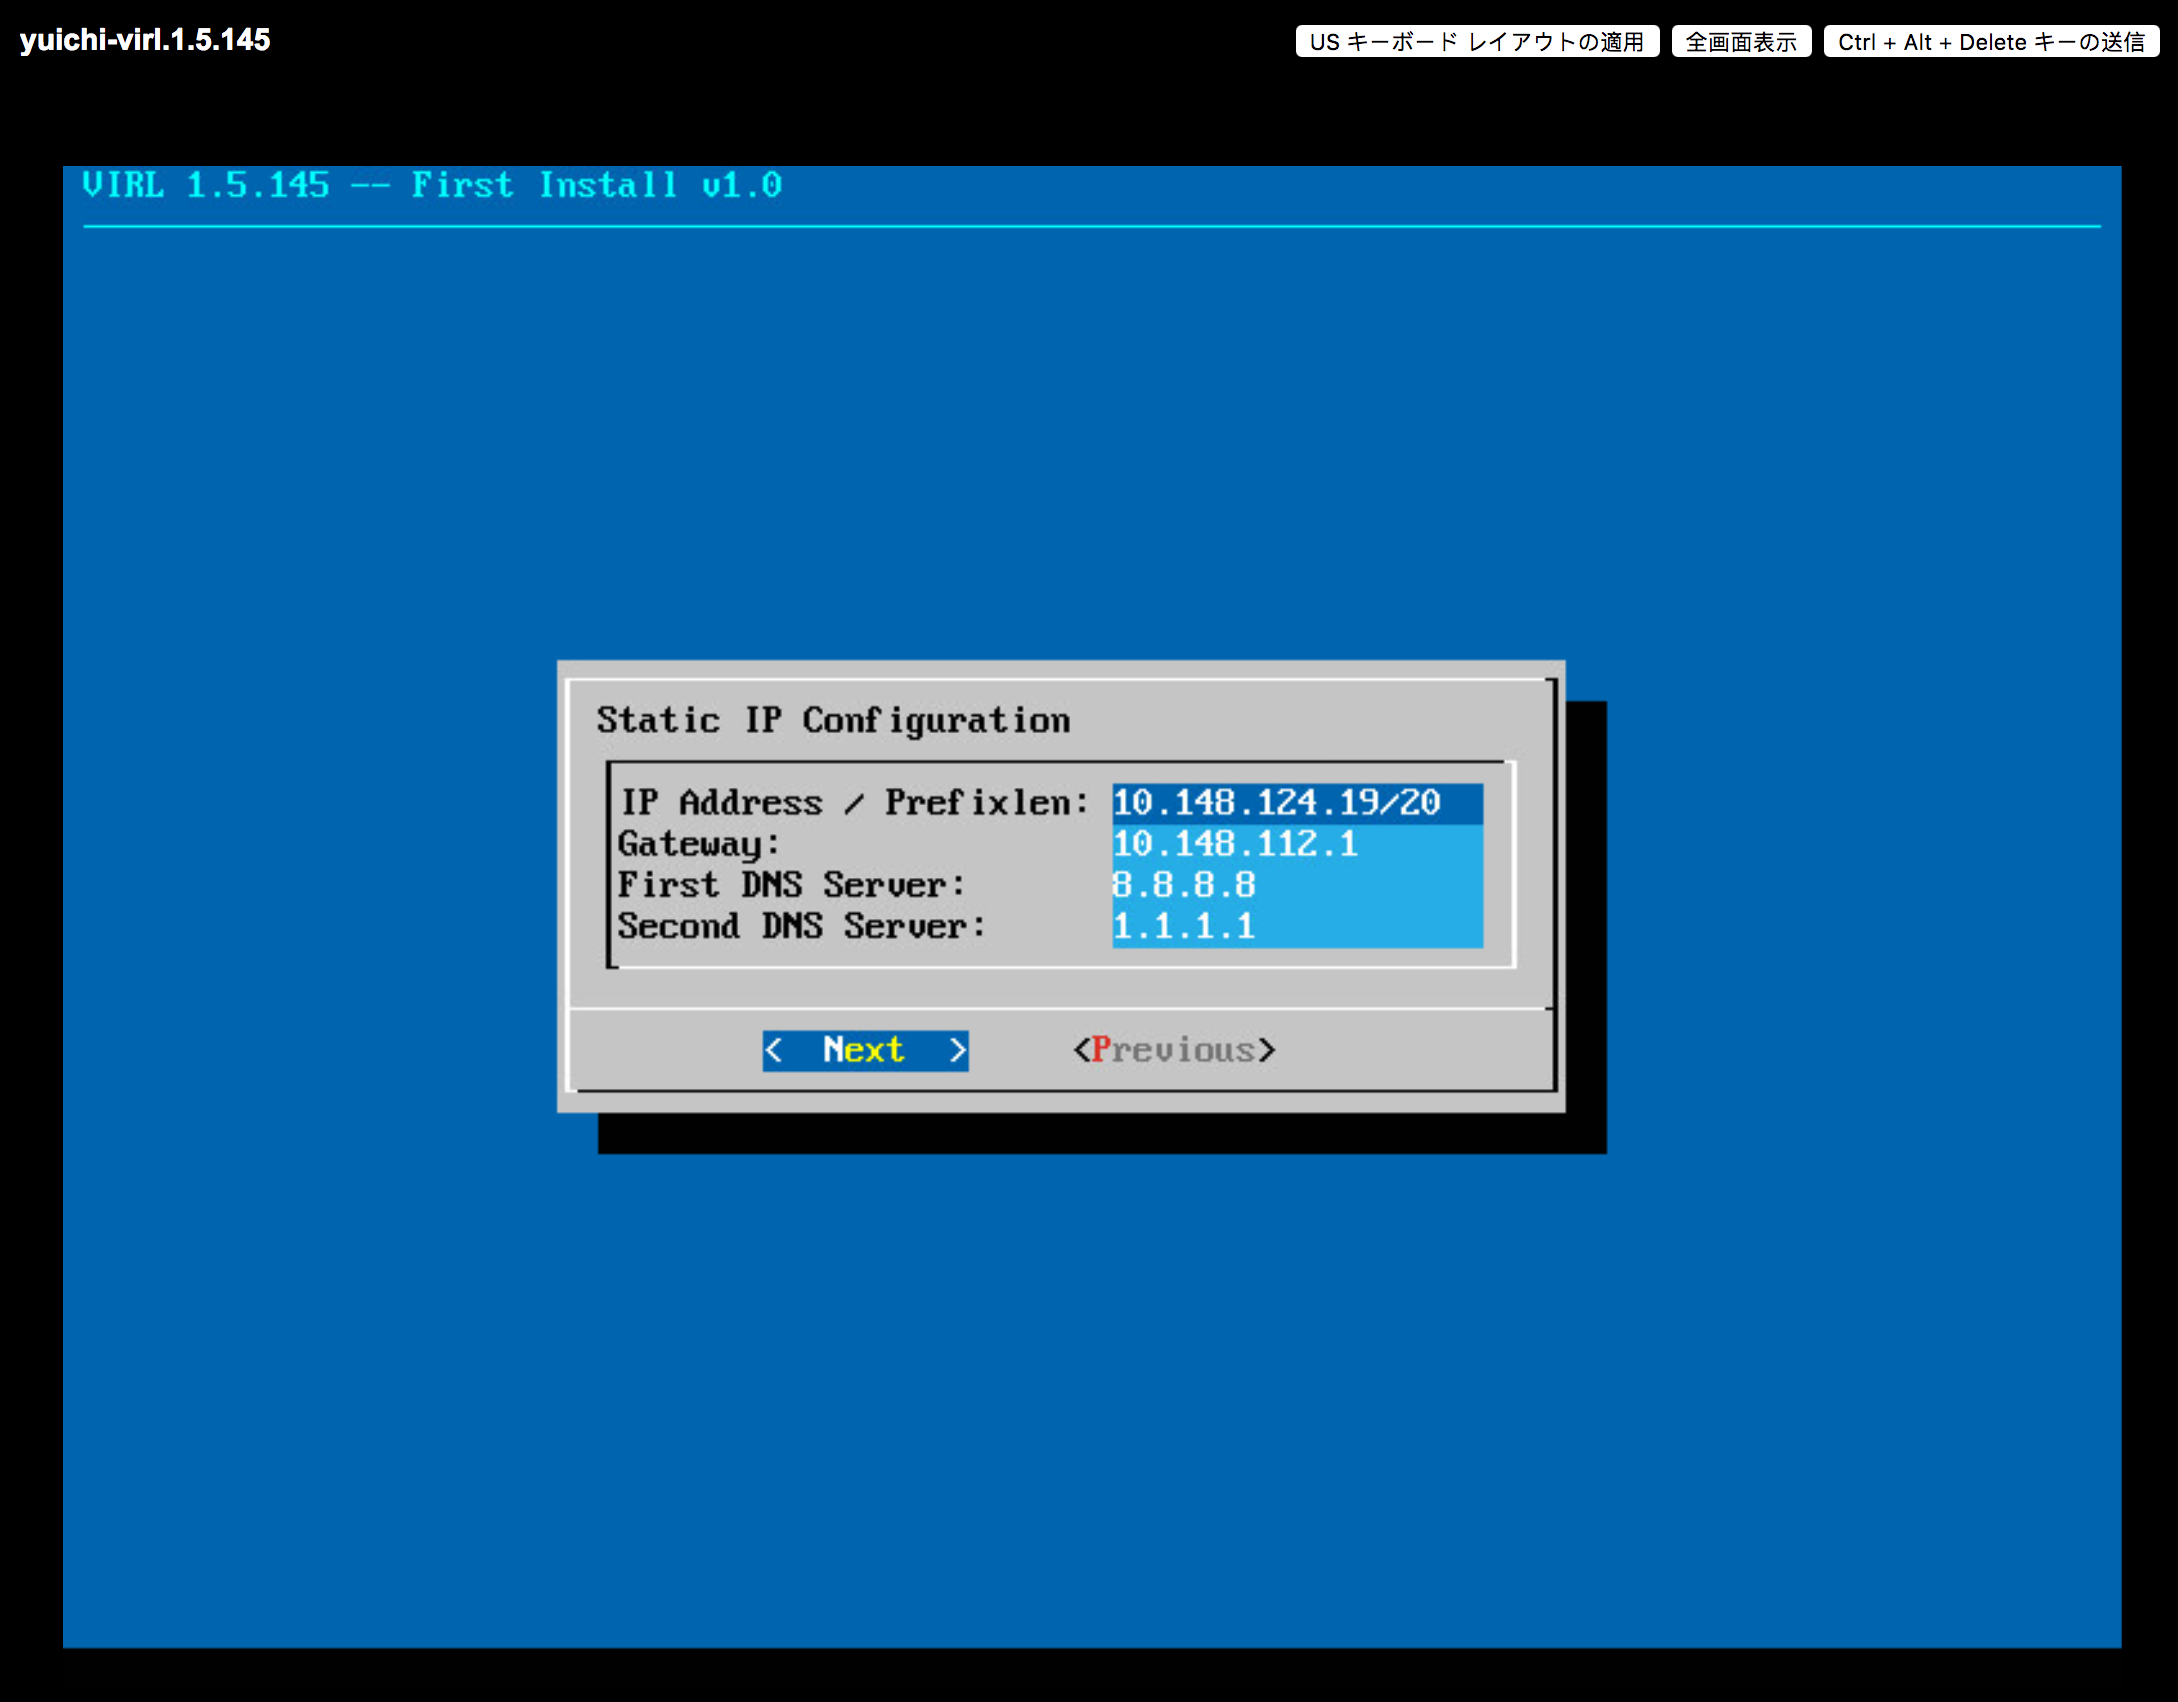 yuichi-virl.1.5.145
US キーボード レイアウトの適用
全画面表示
Ctrl + Alt + Delete キーの送信
VIRL 1.5.145 -- First Install v1.0
Static IP Configuration
IP Address / Prefixlen: 10.148.124.19/20
Gateway: 10.148.112.1
First DNS Server: 8.8.8.8
Second DNS Server: 1.1.1.1
< Next > <Previous>